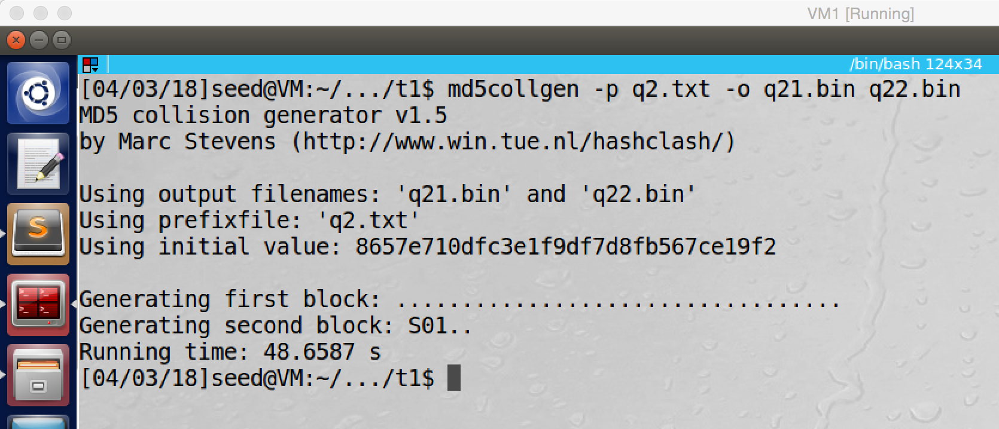 VM1 [Running]
/bin/bash 124x34
[04/03/18]seed@VM:~/.../t1$ md5collgen -p q2.txt -o q21.bin q22.bin
MD5 collision generator v1.5
by Marc Stevens (http://www.win.tue.nl/hashclash/)
Using output filenames: 'q21.bin' and 'q22.bin'
Using prefixfile: 'q2.txt'
Using initial value: 8657e710dfc3e1f9df7d8fb567ce19f2
Generating first block: ..................................
Generating second block: S01..
Running time: 48.6587 s
[04/03/18]seed@VM:~/.../t1$